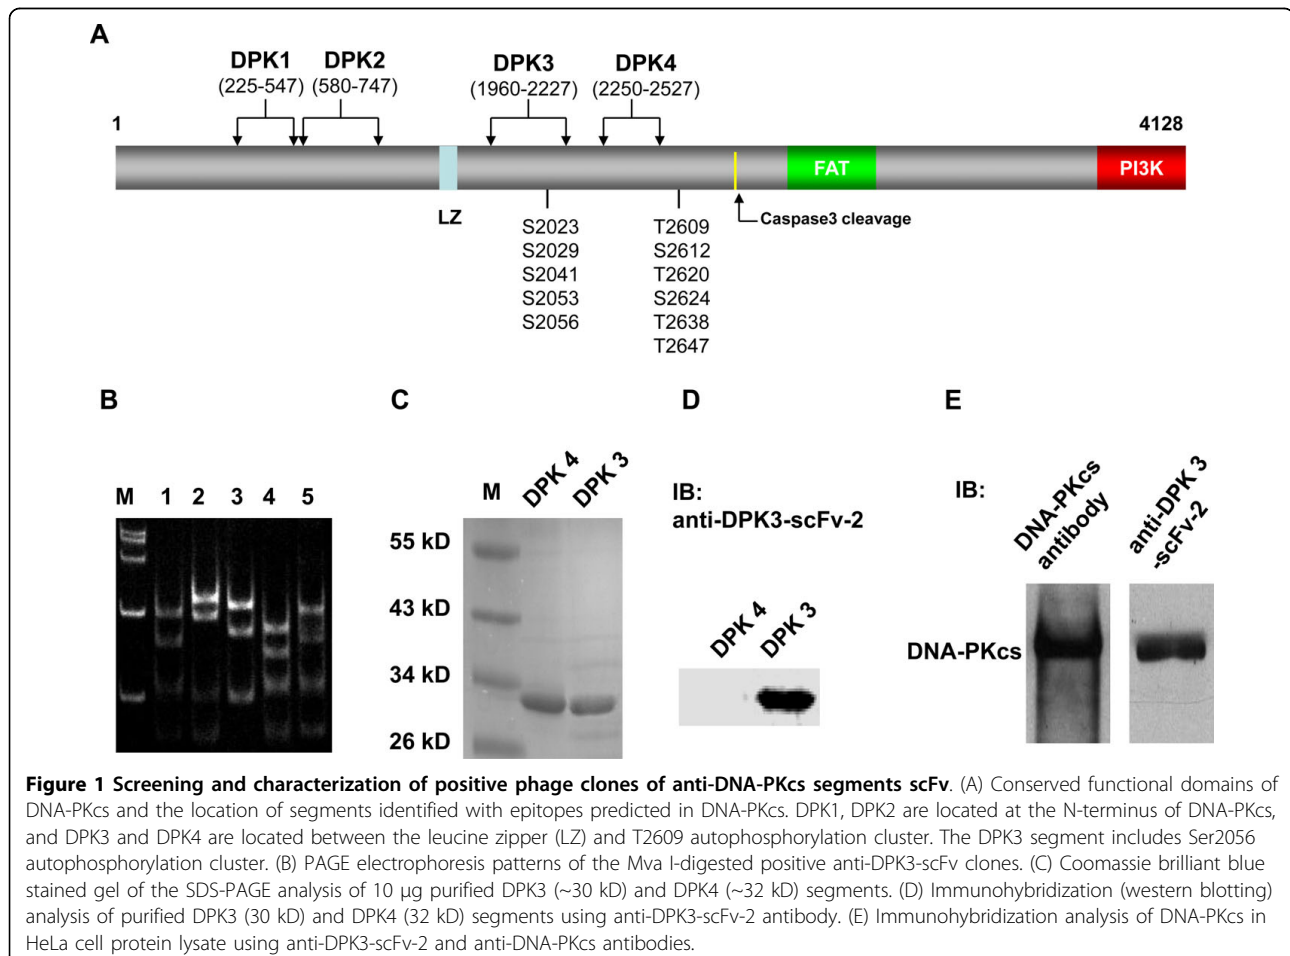 A
DPK1 DPK2 DPK3 DPK4
(225-547) (580-747) (1960-2227) (2250-2527)
1 4128
FAT PI3K
LZ
Caspase3 cleavage
S2023 T2609
S2029 S2612
S2041 T2620
S2053 S2624
S2056 T2638
T2647
B C D E
M 1 2 3 4 5
M DPK 4 DPK 3
55 kD
43 kD
34 kD
26 kD
IB:
anti-DPK3-scFv-2
DPK 4 DPK 3
IB:
DNA-PKcs
antibody
anti-DPK 3
-scFv-2
DNA-PKcs
Figure 1 Screening and characterization of positive phage clones of anti-DNA-PKcs segments scFv. (A) Conserved functional domains of
DNA-PKcs and the location of segments identified with epitopes predicted in DNA-PKcs. DPK1, DPK2 are located at the N-terminus of DNA-PKcs,
and DPK3 and DPK4 are located between the leucine zipper (LZ) and T2609 autophosphorylation cluster. The DPK3 segment includes Ser2056
autophosphorylation cluster. (B) PAGE electrophoresis patterns of the Mva I-digested positive anti-DPK3-scFv clones. (C) Coomassie brilliant blue
stained gel of the SDS-PAGE analysis of 10 μg purified DPK3 (~30 kD) and DPK4 (~32 kD) segments. (D) Immunohybridization (western blotting)
analysis of purified DPK3 (30 kD) and DPK4 (32 kD) segments using anti-DPK3-scFv-2 antibody. (E) Immunohybridization analysis of DNA-PKcs in
HeLa cell protein lysate using anti-DPK3-scFv-2 and anti-DNA-PKcs antibodies.